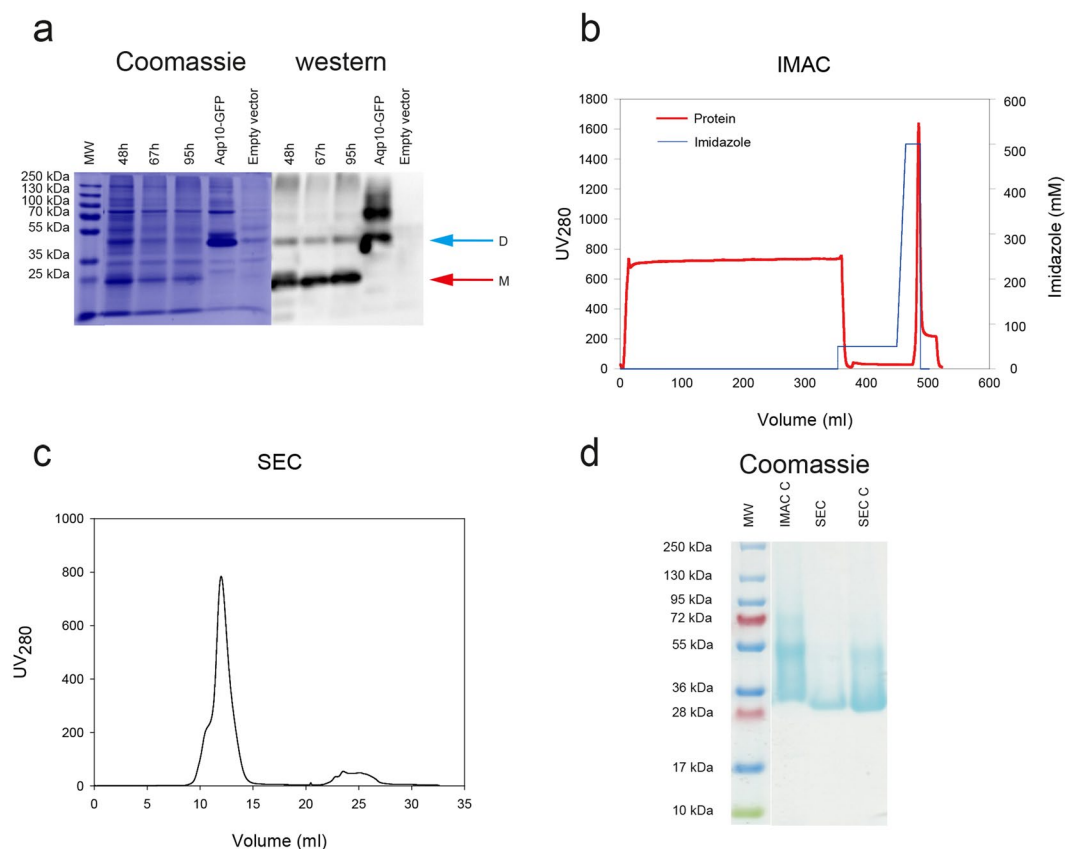 a
Coomassie
western
MW
48h
67h
95h
Aqp10-GFP
Empty vector
48h
67h
95h
Aqp10-GFP
Empty vector
250 kDa
130 kDa
100 kDa
70 kDa
55 kDa
35 kDa
25 kDa
D
M
b
IMAC
1800
1600
1400
1200
1000
800
600
400
200
0
UV280
Protein
Imidazole
600
500
400
300
200
100
0
Imidazole (mM)
0 100 200 300 400 500 600
Volume (ml)
c
SEC
1000
800
600
400
200
0
UV280
0 5 10 15 20 25 30 35
Volume (ml)
d
Coomassie
MW
IMAC C
SEC
SEC C
250 kDa
130 kDa
95 kDa
72 kDa
55 kDa
36 kDa
28 kDa
17 kDa
10 kDa